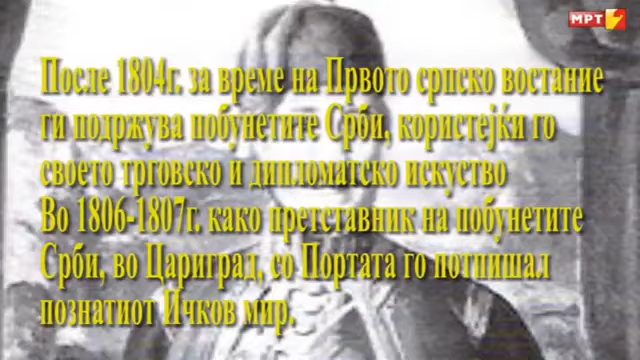 МРТ
После 1804г. за време на Првото српско востание
ги подржува побунетите Срби, користејќи го
своето трговско и дипломатско искуство
Во 1806-1807г. како претставник на побунетите
Срби, во Цариград, со Портата го потпишал
познатиот Ичков мир.